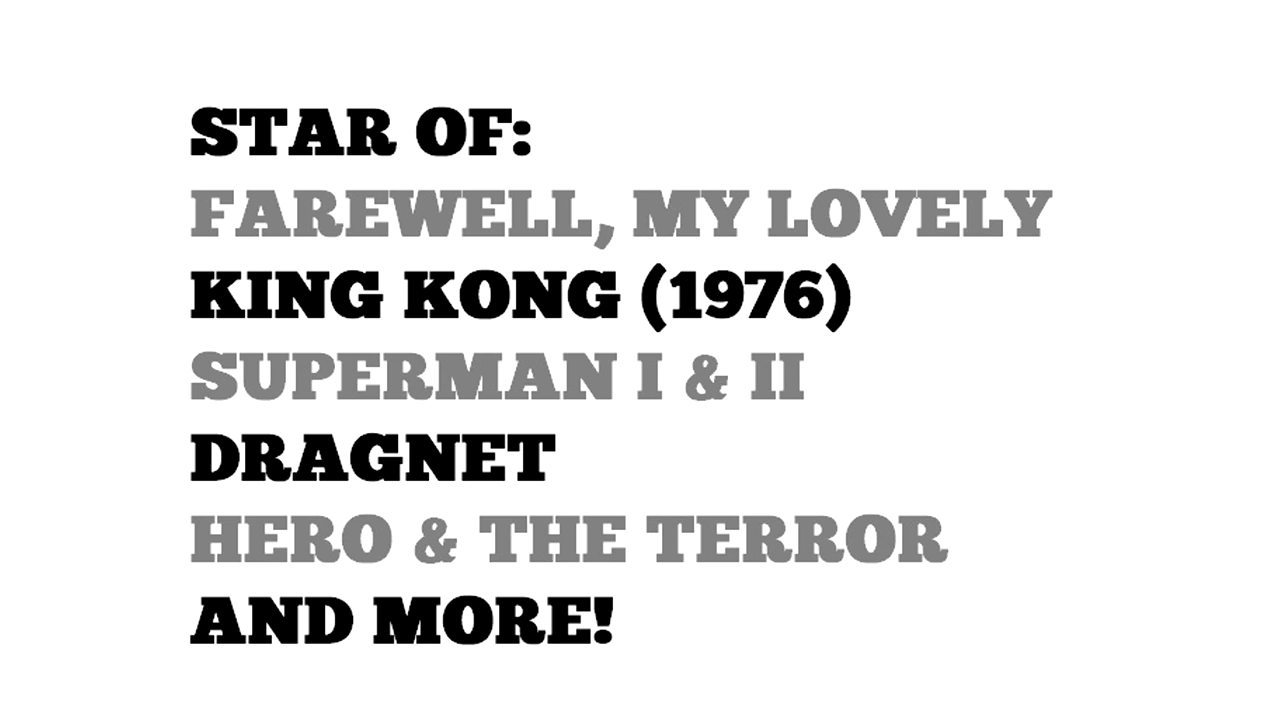 STAR OF:
FAREWELL, MY LOVELY
KING KONG (1976)
SUPERMAN I & II
DRAGNET
HERO & THE TERROR
AND MORE!